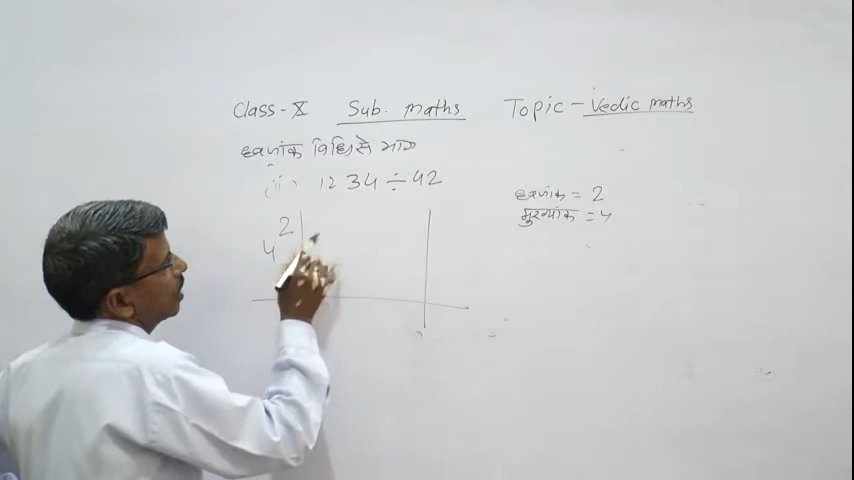 Class-X Sub. Maths Topic - Vedic maths
ध्वजांक विधि से भाग
(i) 1234 ÷ 42
ध्वजांक = 2
मुख्यांक = 4
2
4